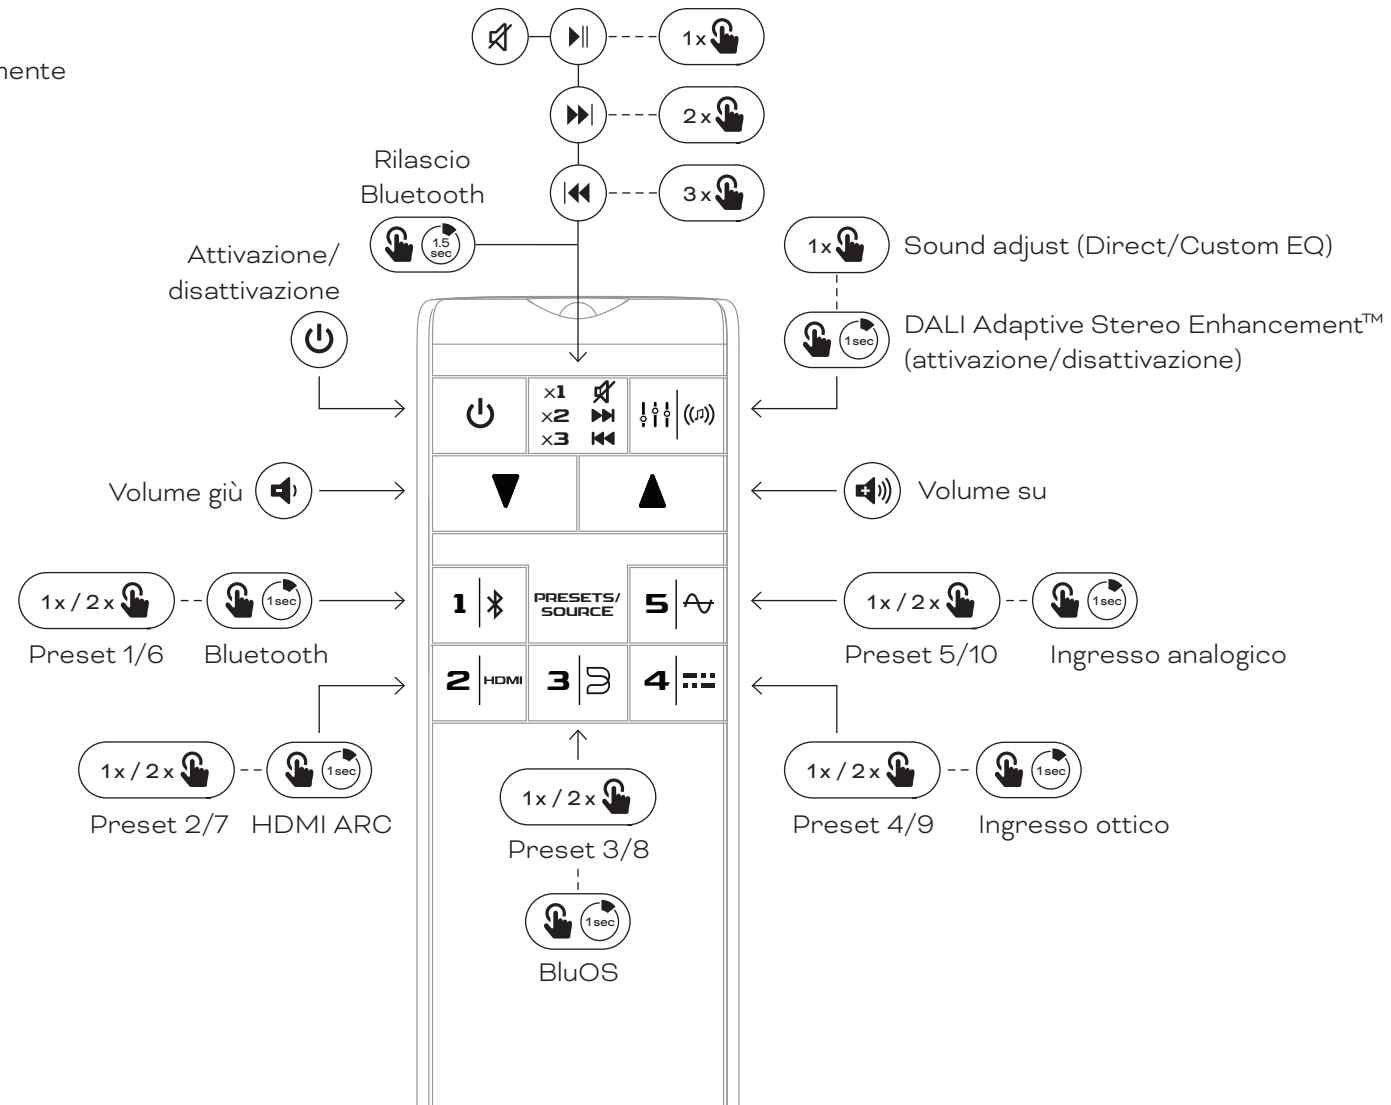 1x
mente
2x
Rilascio
Bluetooth
3x
1.5
sec
Attivazione/
disattivazione
1x
Sound adjust (Direct/Custom EQ)
1sec
DALI Adaptive Stereo Enhancement™
(attivazione/disattivazione)
x1
x2
x3
Volume giù
Volume su
1x / 2x
1sec
Preset 1/6
Bluetooth
1
PRESETS/
SOURCE
5
1x / 2x
1sec
Preset 5/10
Ingresso analogico
2 HDMI
3
4
1x / 2x
1sec
Preset 2/7
HDMI ARC
1x / 2x
Preset 3/8
1sec
BluOS
1x / 2x
1sec
Preset 4/9
Ingresso ottico